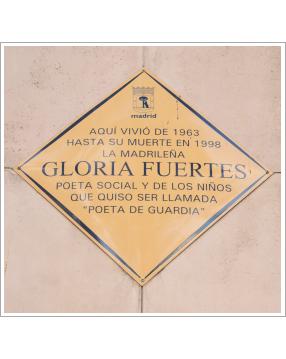 madrid
AQUÍ VIVIÓ DE 1963
HASTA SU MUERTE EN 1998
LA MADRILEÑA
GLORIA FUERTES
POETA SOCIAL Y DE LOS NIÑOS
QUE QUISO SER LLAMADA
“POETA DE GUARDIA”